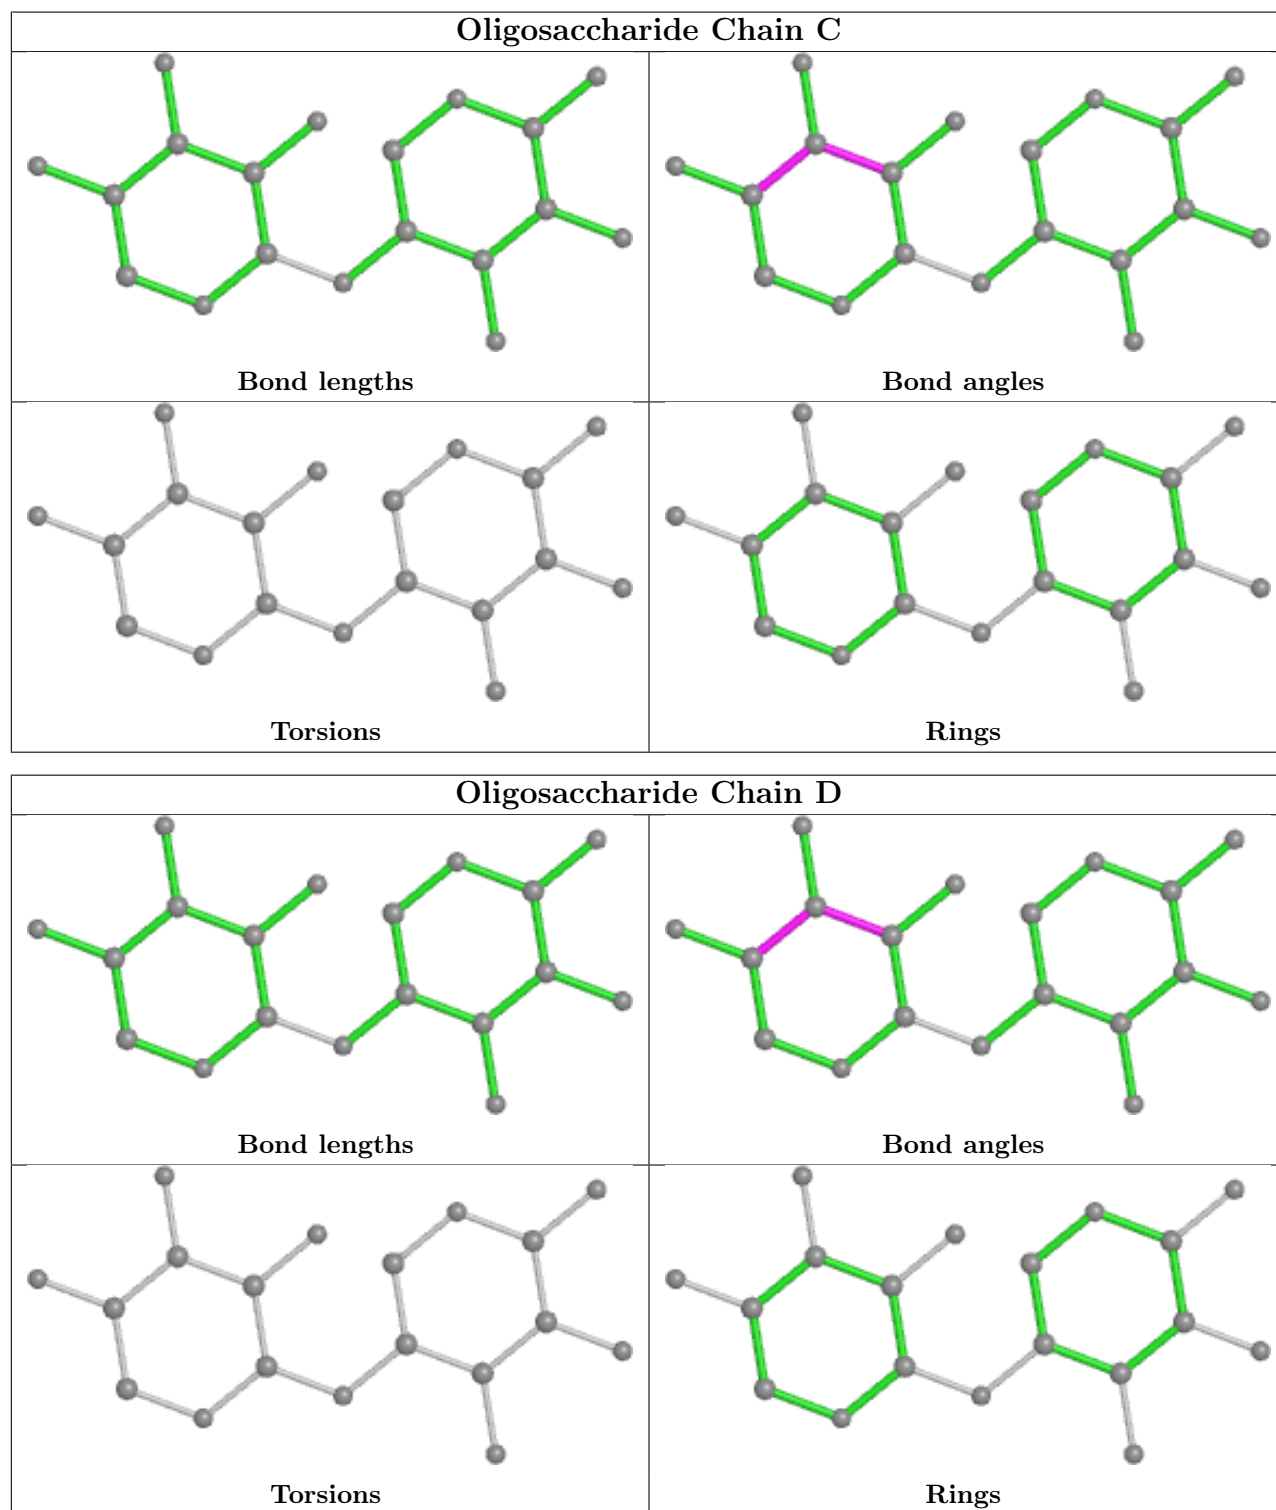 Oligosaccharide Chain C
Bond lengths
Bond angles
Torsions
Rings
Oligosaccharide Chain D
Bond lengths
Bond angles
Torsions
Rings